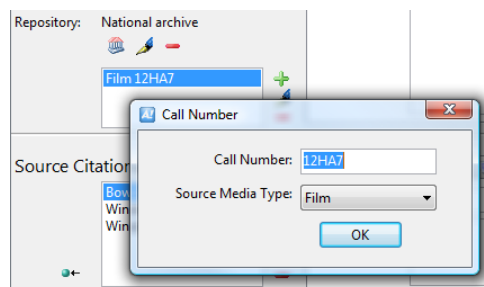 Repository: National archive
Film 12HA7
Call Number
Call Number: 12HA7
Source Media Type: Film
OK
Source Citation
Bow
Win
Win